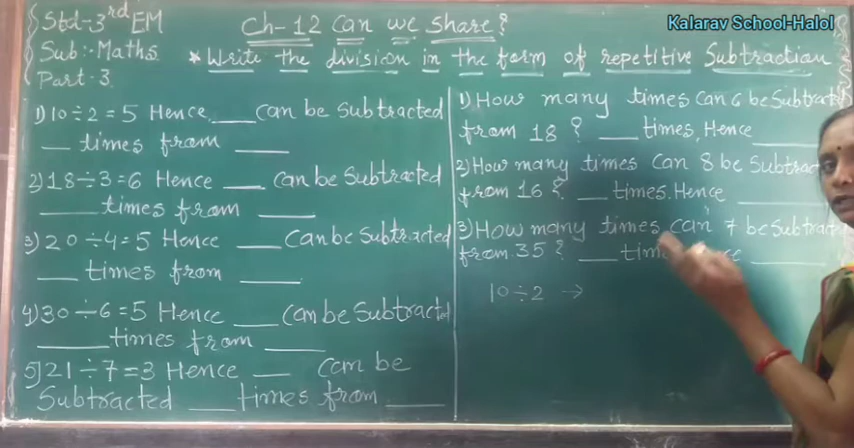 Std-3rd EM
Sub:- Maths
Part-3
Ch-12 Can we Share?
Kalarav School-Halol
* Write the division in the form of repetitive Subtraction
1) 10÷2=5 Hence ___ can be Subtracted
___ times from ___
2) 18÷3=6 Hence ___ can be Subtracted
___ times from ___
3) 20÷4=5 Hence ___ can be Subtracted
___ times from ___
4) 30÷6=5 Hence ___ can be Subtracted
___ times from ___
5) 21÷7=3 Hence ___ can be
Subtracted ___ times from ___
1) How many times can 6 be Subtracted
from 18? ___ times, Hence ___
2) How many times can 8 be Subtract
from 16? ___ times. Hence ___
3) How many times can 7 be Subtract
from 35? ___ 
10÷2 →